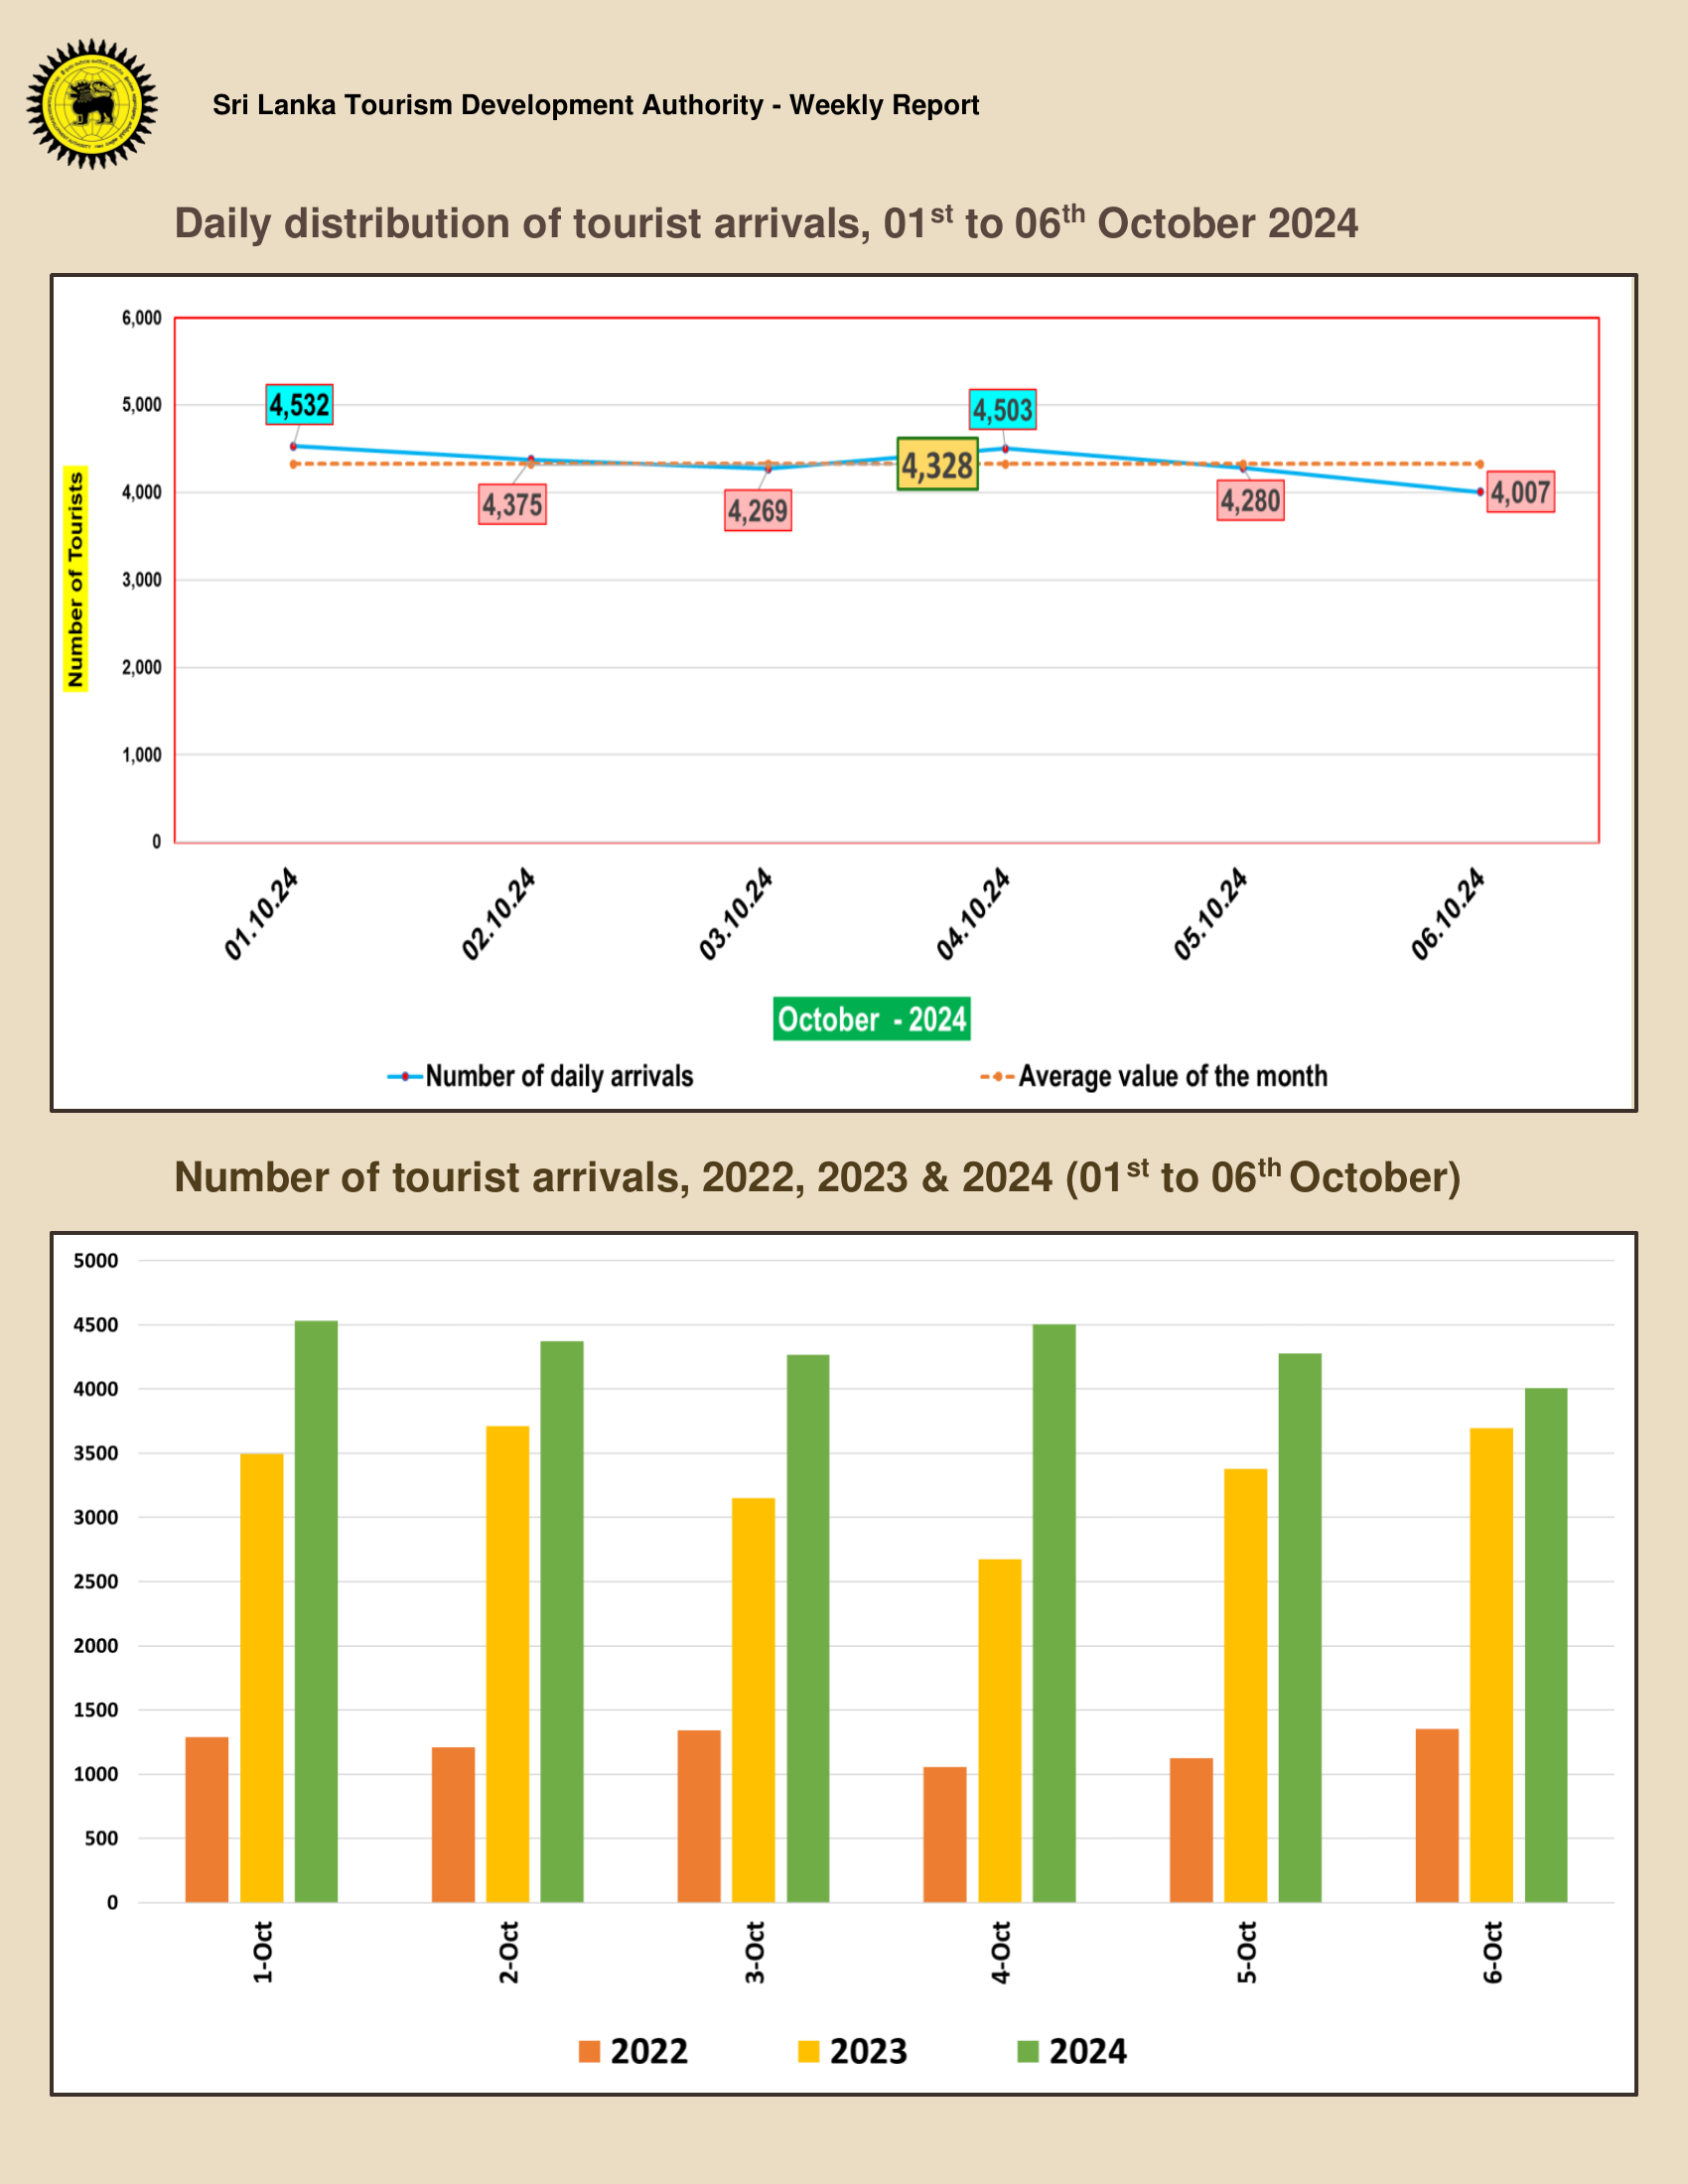 Sri Lanka Tourism Development Authority - Weekly Report
Daily distribution of tourist arrivals, 01st to 06th October 2024
6,000
5,000
4,000
3,000
2,000
1,000
0
Number of Tourists
4,532
4,375
4,269
4,328
4,503
4,280
4,007
01.10.24
02.10.24
03.10.24
04.10.24
05.10.24
06.10.24
October - 2024
Number of daily arrivals
Average value of the month
Number of tourist arrivals, 2022, 2023 & 2024 (01st to 06th October)
5000
4500
4000
3500
3000
2500
2000
1500
1000
500
0
1-Oct
2-Oct
3-Oct
4-Oct
5-Oct
6-Oct
2022
2023
2024